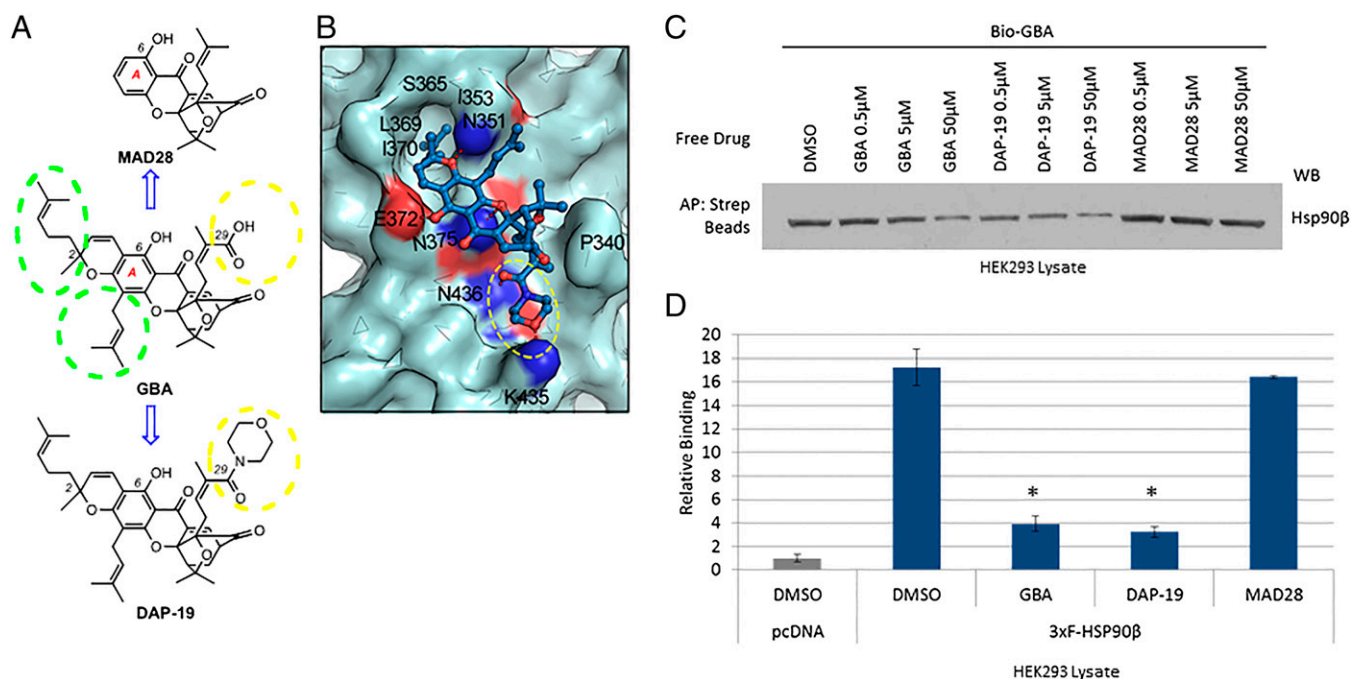 A
6
OH
A
O
O
O
O
MAD28
29
OH
O
2
6
OH
A
O
O
O
O
O
GBA
O
N
29
O
2
6
OH
O
O
O
O
O
DAP-19
B
S365
I353
N351
L369
I370
E372
N375
P340
N436
K435
C
Bio-GBA
Free Drug
DMSO
GBA 0.5µM
GBA 5µM
GBA 50µM
DAP-19 0.5µM
DAP-19 5µM
DAP-19 50µM
MAD28 0.5µM
MAD28 5µM
MAD28 50µM
WB
AP: Strep
Beads
Hsp90β
HEK293 Lysate
D
Relative Binding
20
18
16
14
12
10
8
6
4
2
0
* *
DMSO DMSO GBA DAP-19 MAD28
pcDNA 3xF-HSP90β
HEK293 Lysate